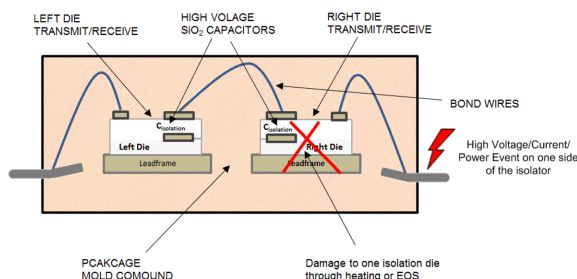 LEFT DIE
TRANSMIT/RECEIVE
HIGH VOLAGE
SiO2 CAPACITORS
RIGHT DIE
TRANSMIT/RECEIVE
BOND WIRES
Cisolation
Left Die
Leadframe
Cisolation
Right Die
Leadframe
High Voltage/Current/
Power Event on one side
of the isolator
PCAKCAGE
MOLD COMOUND
Damage to one isolation die
through heating or EOS